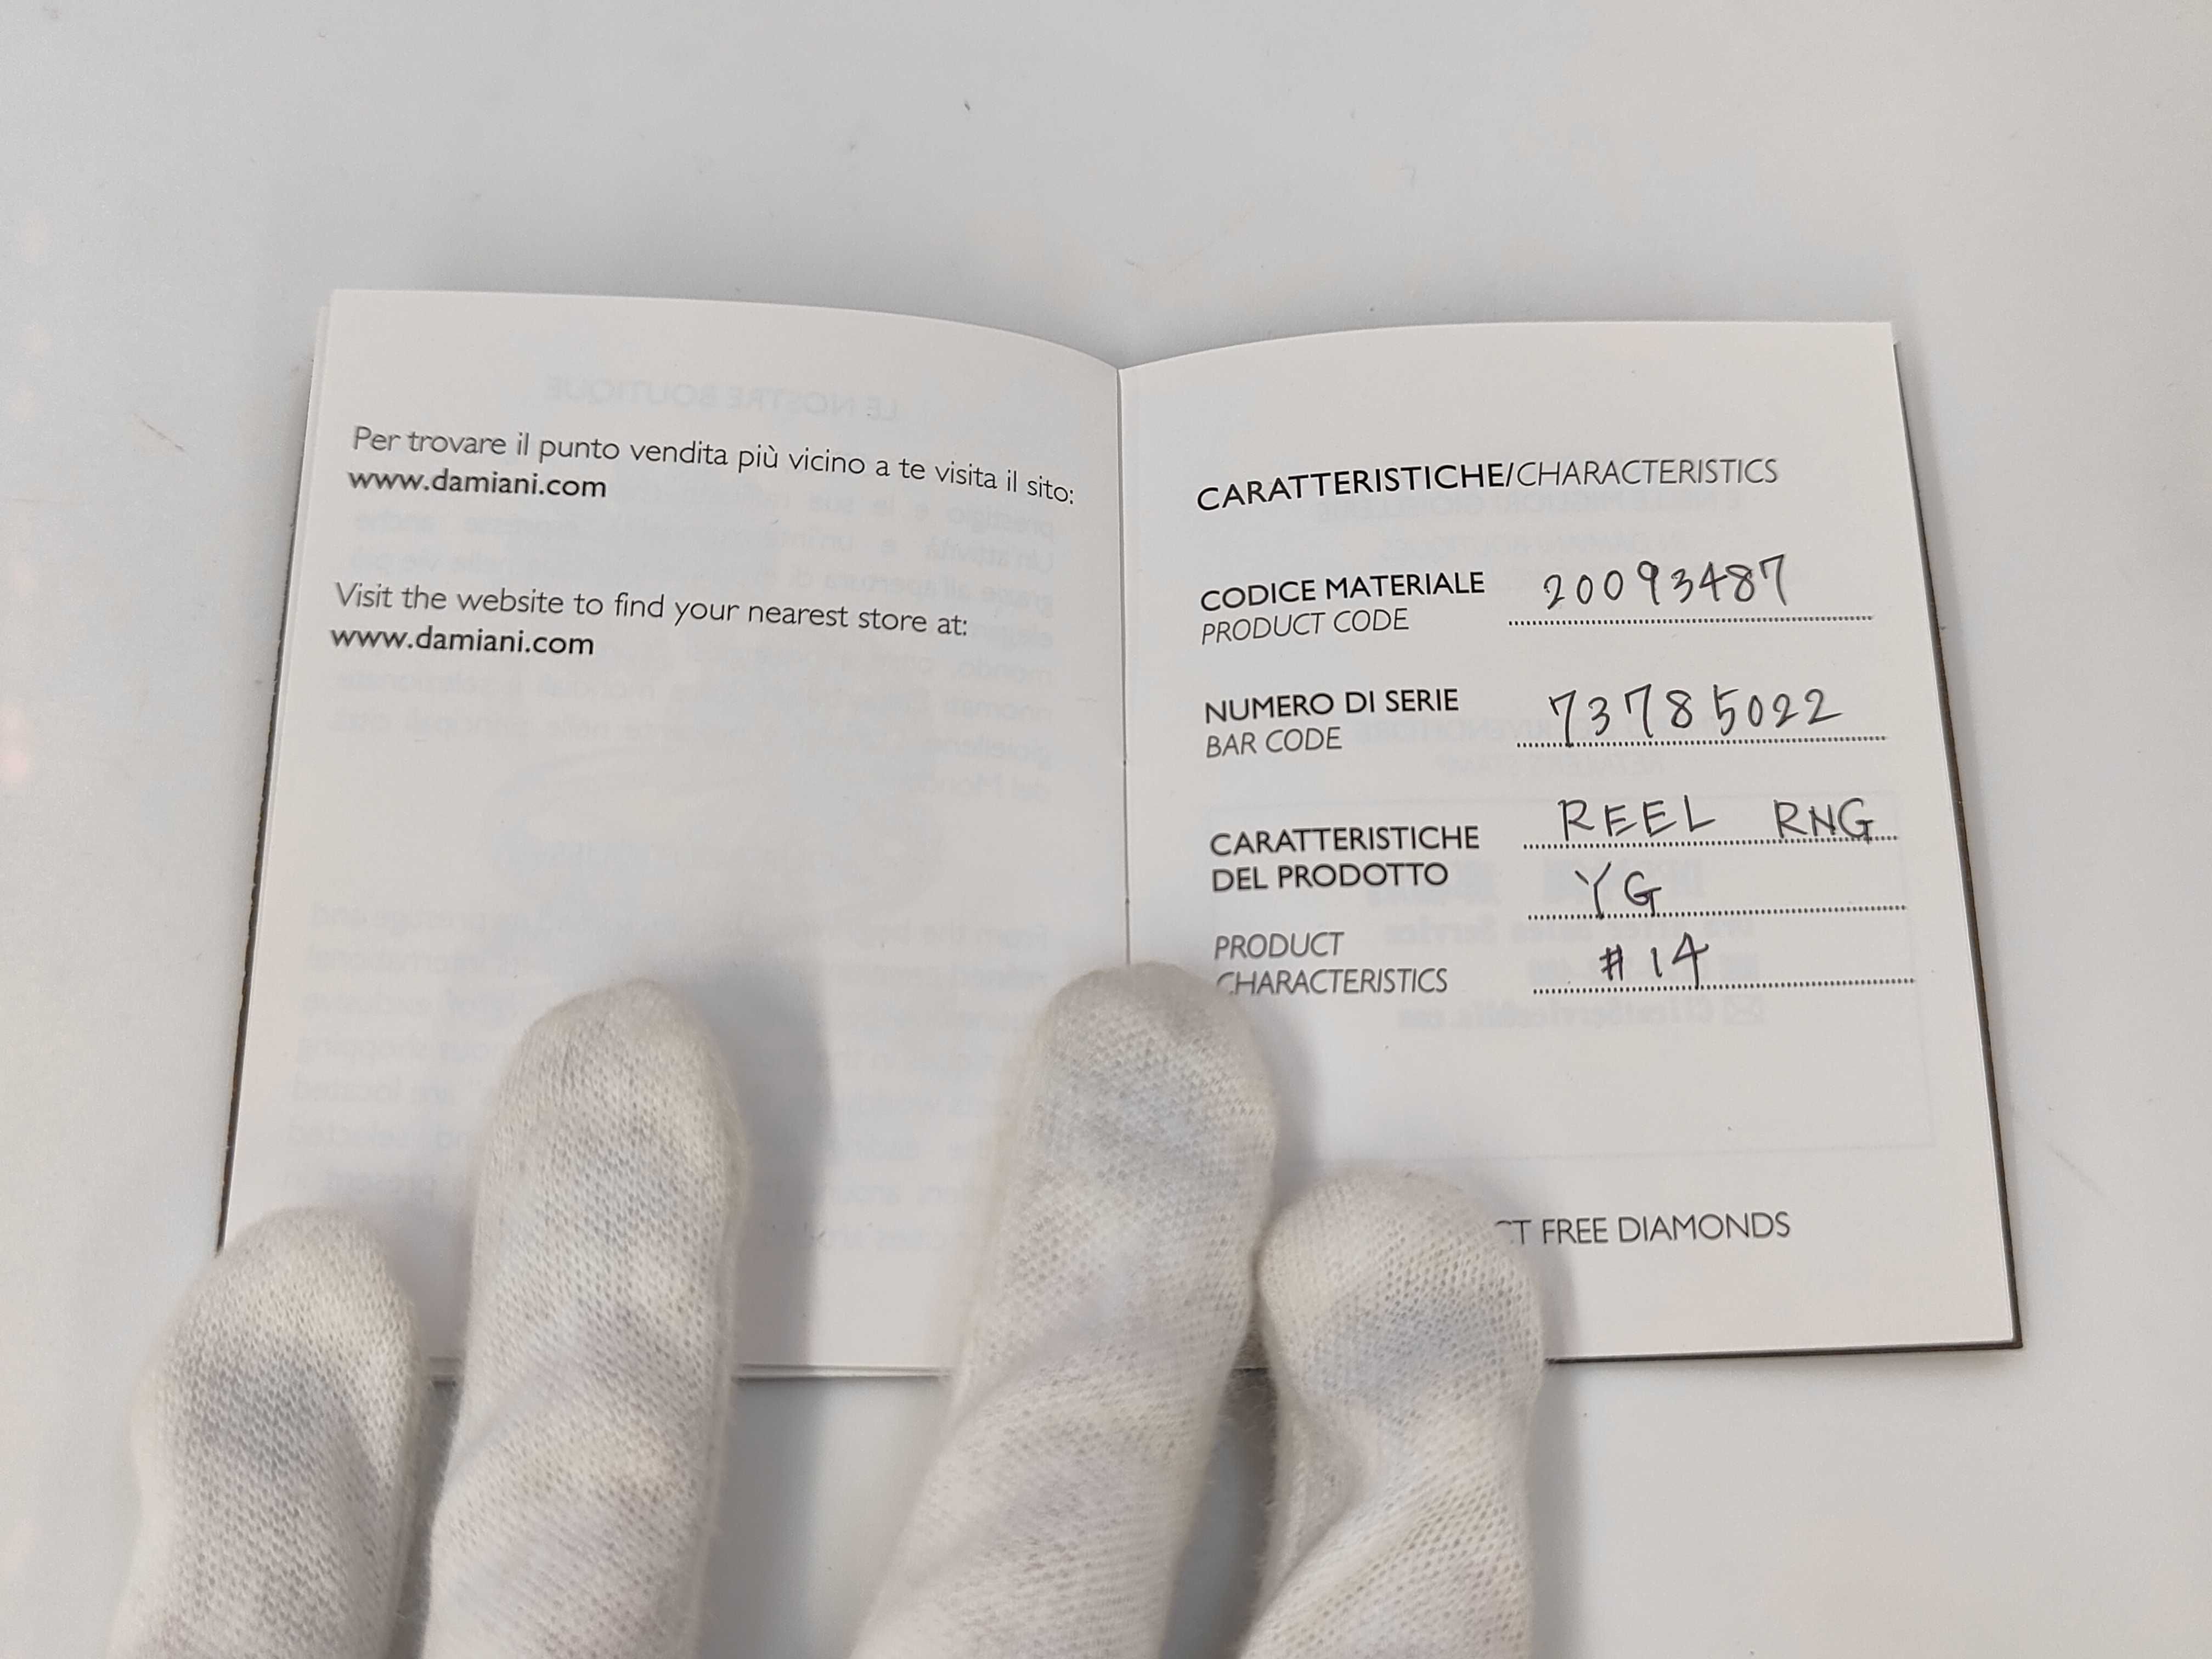 Per trovare il punto vendita più vicino a te visita il sito:
www.damiani.com
Visit the website to find your nearest store at:
www.damiani.com
CARATTERISTICHE/CHARACTERISTICS
CODICE MATERIALE 20093487
PRODUCT CODE
NUMERO DI SERIE 73785022
BAR CODE
CARATTERISTICHE REEL RNG
DEL PRODOTTO YG
PRODUCT #14
CHARACTERISTICS
FREE DIAMONDS